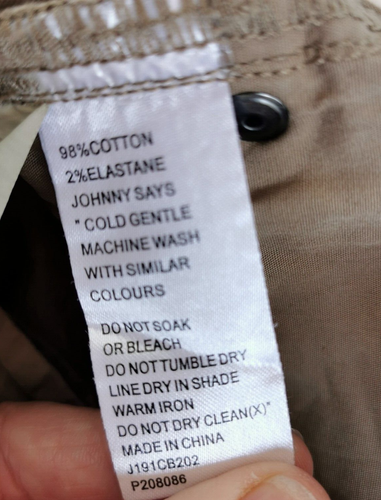 98%COTTON
2%ELASTANE
JOHNNY SAYS
" COLD GENTLE
MACHINE WASH
WITH SIMILAR
COLOURS
DO NOT SOAK
OR BLEACH
DO NOT TUMBLE DRY
LINE DRY IN SHADE
WARM IRON
DO NOT DRY CLEAN(X)"
MADE IN CHINA
J191CB202
P208086